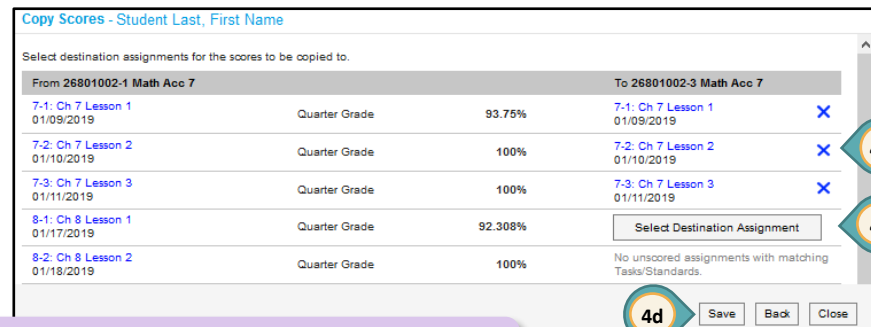 Copy Scores - Student Last, First Name
Select destination assignments for the scores to be copied to.
From 26801002-1 Math Acc 7 To 26801002-3 Math Acc 7
7-1: Ch 7 Lesson 1 Quarter Grade 93.75% 7-1: Ch 7 Lesson 1
01/09/2019 01/09/2019
7-2: Ch 7 Lesson 2 Quarter Grade 100% 7-2: Ch 7 Lesson 2
01/10/2019 01/10/2019
7-3: Ch 7 Lesson 3 Quarter Grade 100% 7-3: Ch 7 Lesson 3
01/11/2019 01/11/2019
8-1: Ch 8 Lesson 1 Quarter Grade 92.308% Select Destination Assignment
01/17/2019
8-2: Ch 8 Lesson 2 Quarter Grade 100% No unscored assignments with matching
01/18/2019 Tasks/Standards.
4d Save Back Close